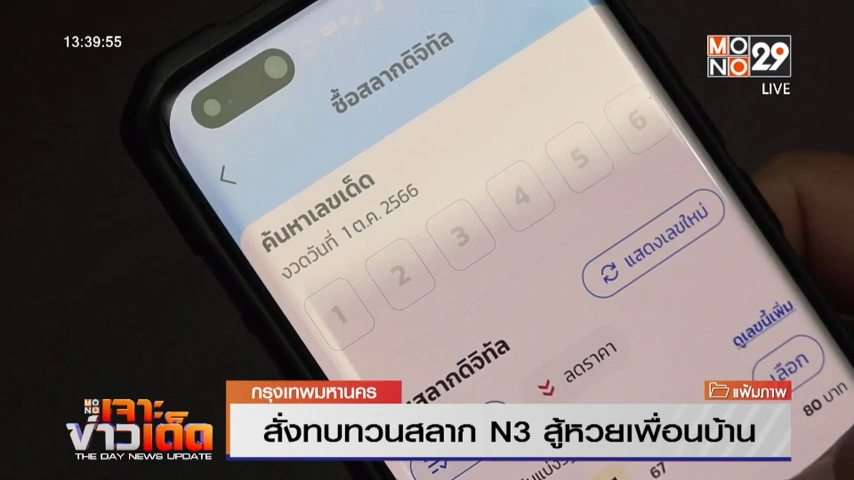 13:39:55
MONO 29
LIVE
ซื้อสลากดิจิทัล
ค้นหาเลขเด็ด
งวดวันที่ 1 ต.ค. 2566
1 2 3 4 5 6
แสดงเลขใหม่
สลากดิจิทัล
ลดราคา
ดูเลขนี้เพิ่ม
เลือก
80 บาท
67
กรุงเทพมหานคร
แฟ้มภาพ
MONO เจาะข่าวเด็ด
THE DAY NEWS UPDATE
สั่งทบทวนสลาก N3 สู้หวยเพื่อนบ้าน